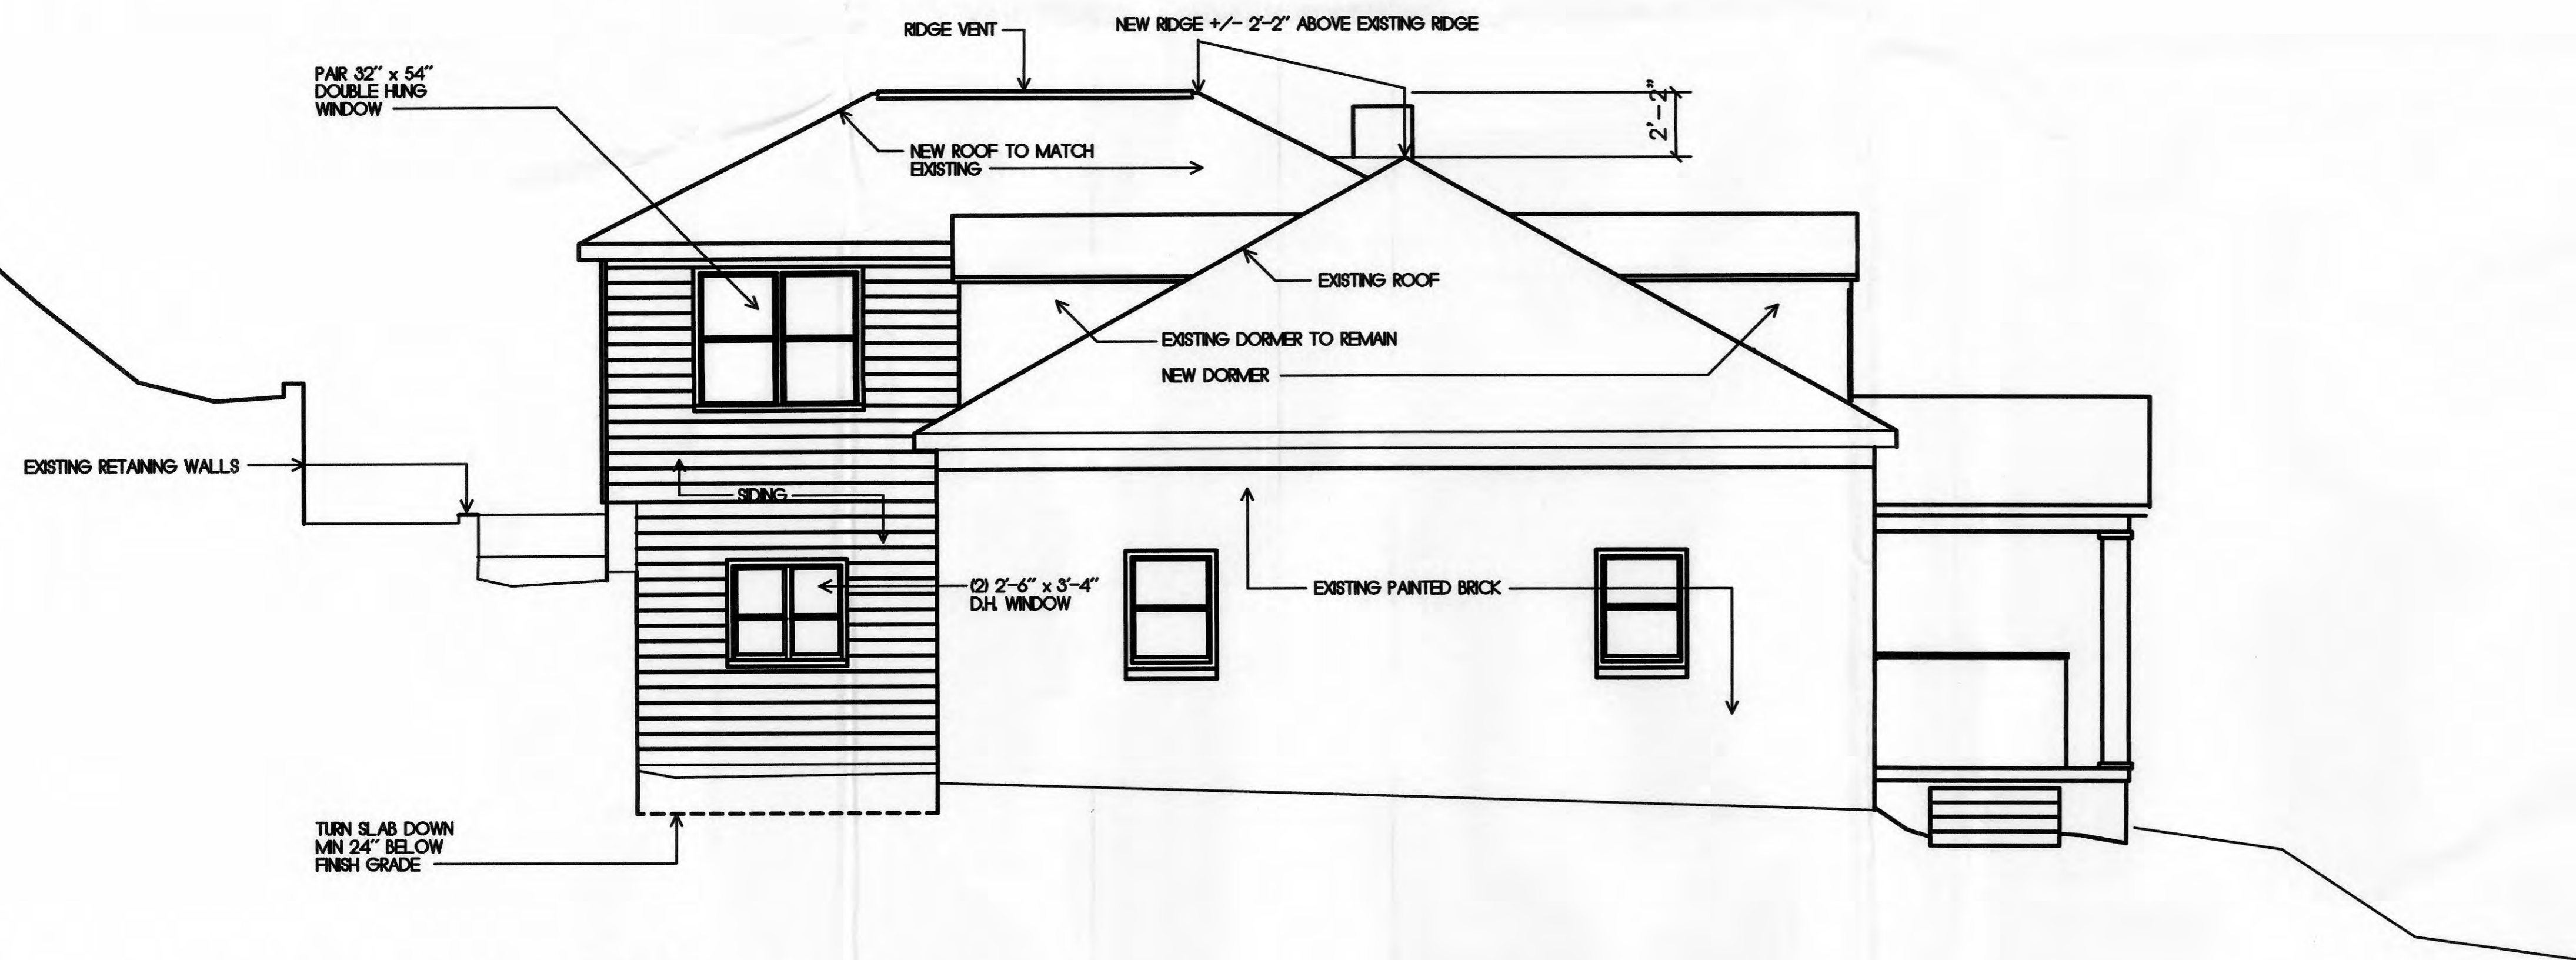 RIDGE VENT
NEW RIDGE +/- 2'-2" ABOVE EXISTING RIDGE
PAIR 32" x 54"
DOUBLE HUNG
WINDOW
2'-2"
NEW ROOF TO MATCH
EIXISTING
EXISTING ROOF
EXISTING DORMER TO REMAIN
NEW DORMER
EXISTING RETAINING WALLS
SIDING
(2) 2'-6" x 3'-4"
D.H. WINDOW
EXISTING PAINTED BRICK
TURN SLAB DOWN
MIN 24" BELOW
FINISH GRADE